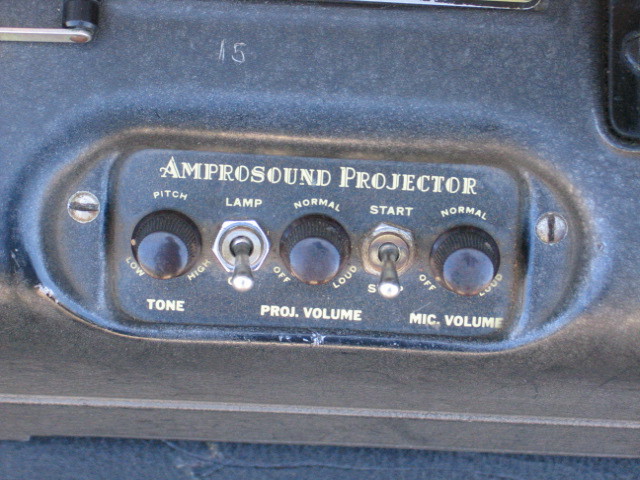 15
AMPROSOUND PROJECTOR
PITCH
LOW HIGH
TONE
LAMP
NORMAL
OFF LOUD
PROJ. VOLUME
START
NORMAL
OFF LOUD
MIC. VOLUME